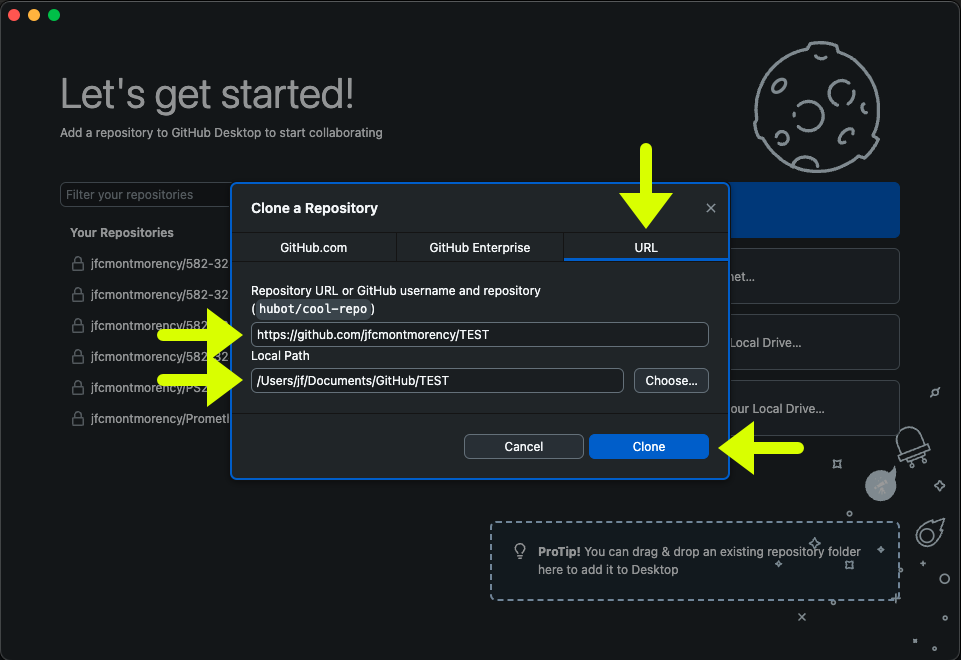 Let's get started!
Add a repository to GitHub Desktop to start collaborating
Filter your repositories
Your Repositories
jfcmontmorency/582-32
jfcmontmorency/582-32
jfcmontmorency/582
jfcmontmorency/582-32
jfcmontmorency/PS2
jfcmontmorency/Prometh
Clone a Repository
GitHub.com
GitHub Enterprise
URL
Repository URL or GitHub username and repository
(hubot/cool-repo)
https://github.com/jfcmontmorency/TEST
Local Path
/Users/jf/Documents/GitHub/TEST
Choose...
Cancel
Clone
net...
Local Drive...
our Local Drive...
ProTip! You can drag & drop an existing repository folder
here to add it to Desktop